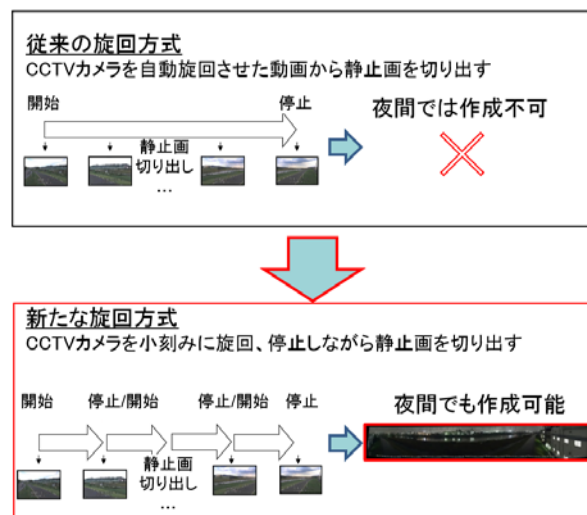 従来の旋回方式
CCTVカメラを自動旋回させた動画から静止画を切り出す
開始
停止
静止画
切り出し
…
夜間では作成不可
新たな旋回方式
CCTVカメラを小刻みに旋回、停止しながら静止画を切り出す
開始
停止/開始
停止/開始
停止
静止画
切り出し
…
夜間でも作成可能